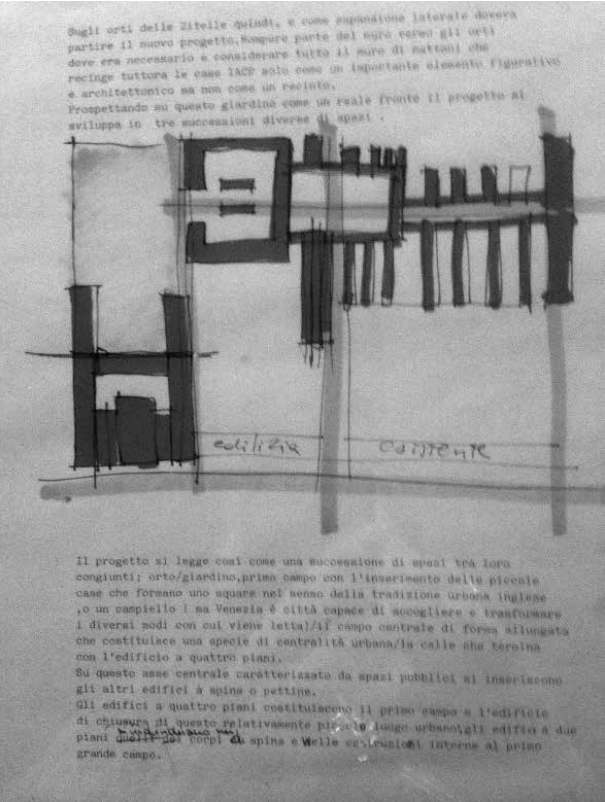 Sugli orti delle Zitelle quindi, e come espansione laterale doveva
partire il nuovo progetto.Rompere parte del muro verso gli orti
dove era necessario e considerare tutto il muro di mattoni che
recinge tuttora le case IACP solo come un importante elemento figurativo
e architettonico ma non come un recinto.
Prospettando su questo giardino come un reale fronte il progetto si
sviluppa in tre successioni diverse di spazi .
edilizia esistente
Il progetto si legge così come una successione di spazi tra loro
congiunti; orto/giardino,primo campo con l'inserimento delle piccole
case che formano uno square nel senso della tradizione urbana inglese
,o un campiello ( ma Venezia è città capace di accogliere e trasformare
i diversi modi con cui viene letta)/il campo centrale di forma allungata
che costituisce una specie di centralità urbana/la calle che termina
con l'edificio a quattro piani.
Su questo asse centrale caratterizzato da spazi pubblici si inseriscono
gli altri edifici a spina o pettine.
Gli edifici a quattro piani costituiscono il primo campo e l'edificio
di chiusura di questo relativamente piccolo luogo urbano;gli edifici a due
piani corpi a spina e nelle costruzioni interne al primo
grande campo.